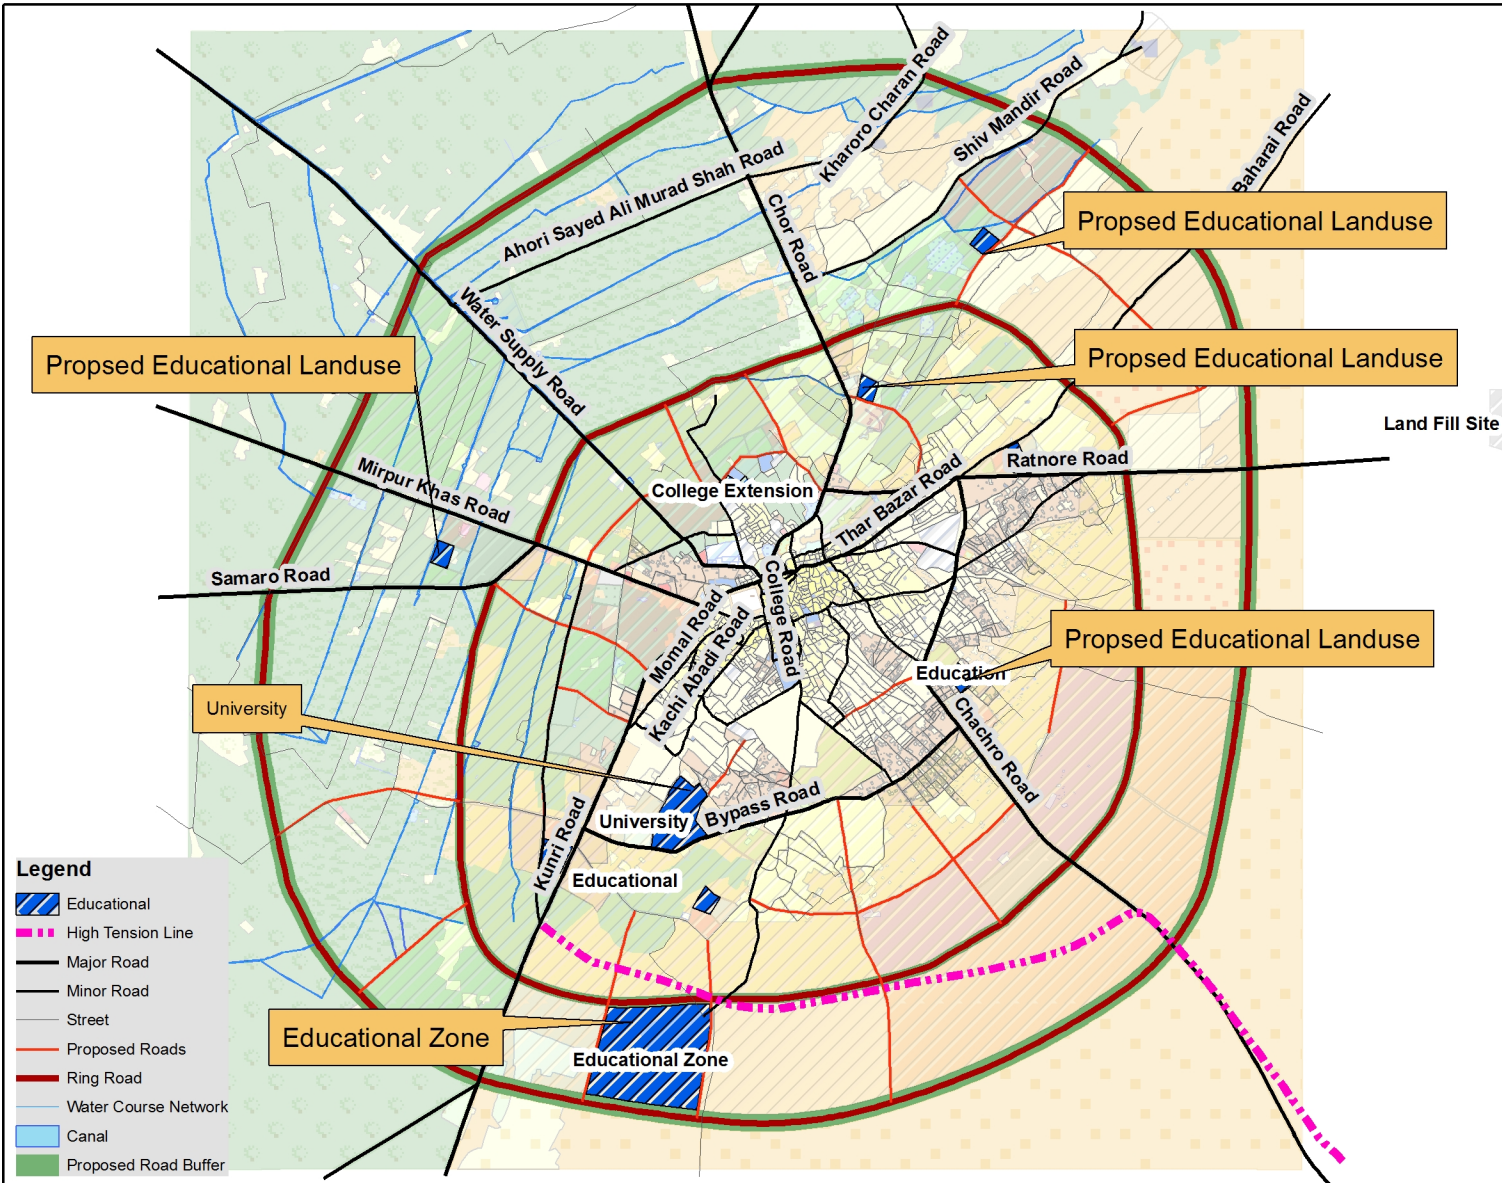 Kharoro Charan Road
Shiv Mandir Road
Baharai Road
Ahori Sayed Ali Murad Shah Road
Chor Road
Propsed Educational Landuse
Water Supply Road
Propsed Educational Landuse
Propsed Educational Landuse
Land Fill Site
Mirpur Khas Road
College Extension
Thar Bazar Road
Ratnore Road
Samaro Road
College Road
Momal Road
Kachi Abadi Road
Propsed Educational Landuse
Education
University
Chachro Road
University
Bypass Road
Kunri Road
Educational
Educational Zone
Educational Zone
Legend
Educational
High Tension Line
Major Road
Minor Road
Street
Proposed Roads
Ring Road
Water Course Network
Canal
Proposed Road Buffer